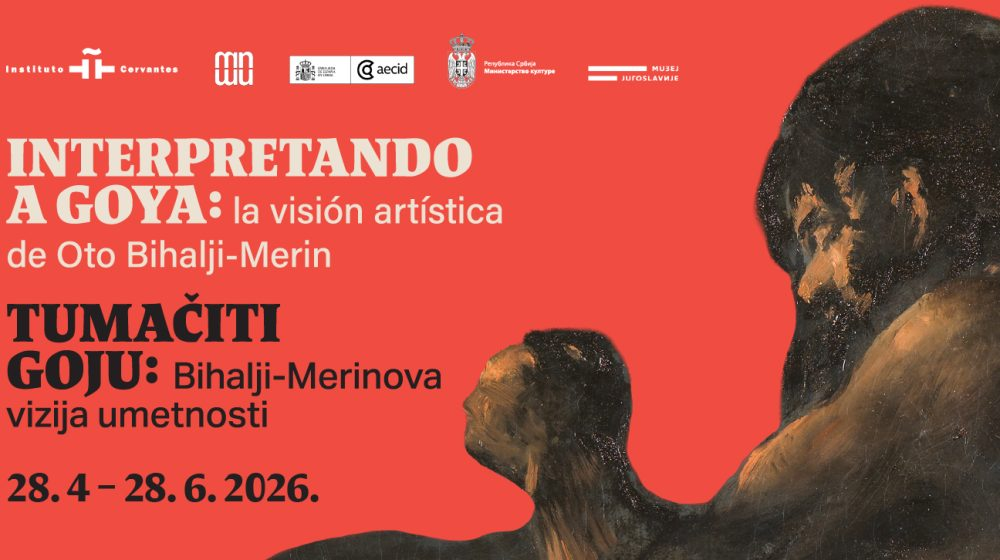 Instituto Cervantes
aecid
Република Србија
Министарство културе
МУЗЕЈ
ЈУГОСЛАВИЈЕ
INTERPRETANDO
A GOYA: la visión artística
de Oto Bihalji-Merin
TUMAČITI
GOJU: Bihalji-Merinova
vizija umetnosti
28. 4 – 28. 6. 2026.